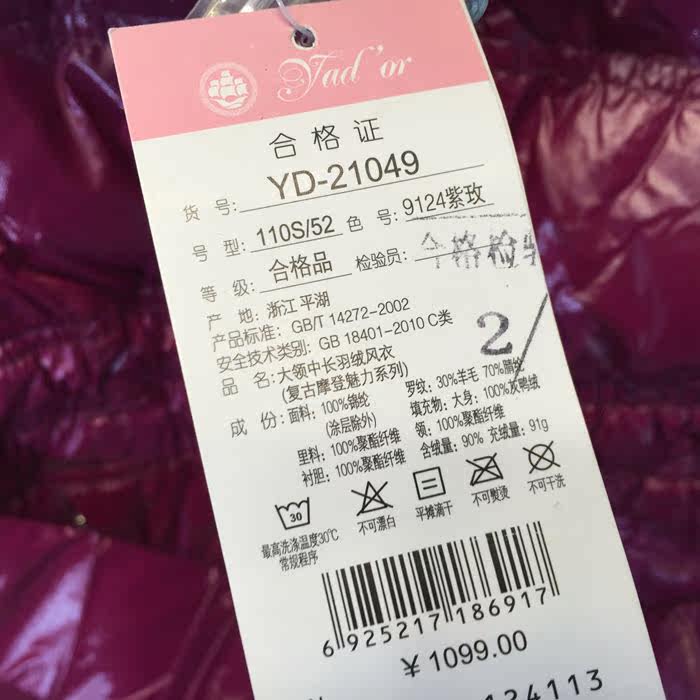 Yad'or
合格证
货号: YD-21049
号型: 110S/52 色号: 9124紫玫
等级: 合格品 检验员: 合格检
产地: 浙江 平湖
产品标准: GB/T 14272-2002
安全技术类别: GB 18401-2010 C类
2
品名: 大领中长羽绒风衣
(复古摩登魅力系列)
成份: 面料: 100%锦纶
(涂层除外)
里料: 100%聚酯纤维
衬胆: 100%聚酯纤维
罗纹: 30%羊毛 70%腈纶
填充物: 大身: 100%灰鸭绒
领: 100%聚酯纤维
含绒量: 90% 充绒量: 91g
30
最高洗涤温度30℃
常规程序
不可漂白
平摊滴干
不可熨烫
不可干洗
6 925217 186917
¥1099.00
124113